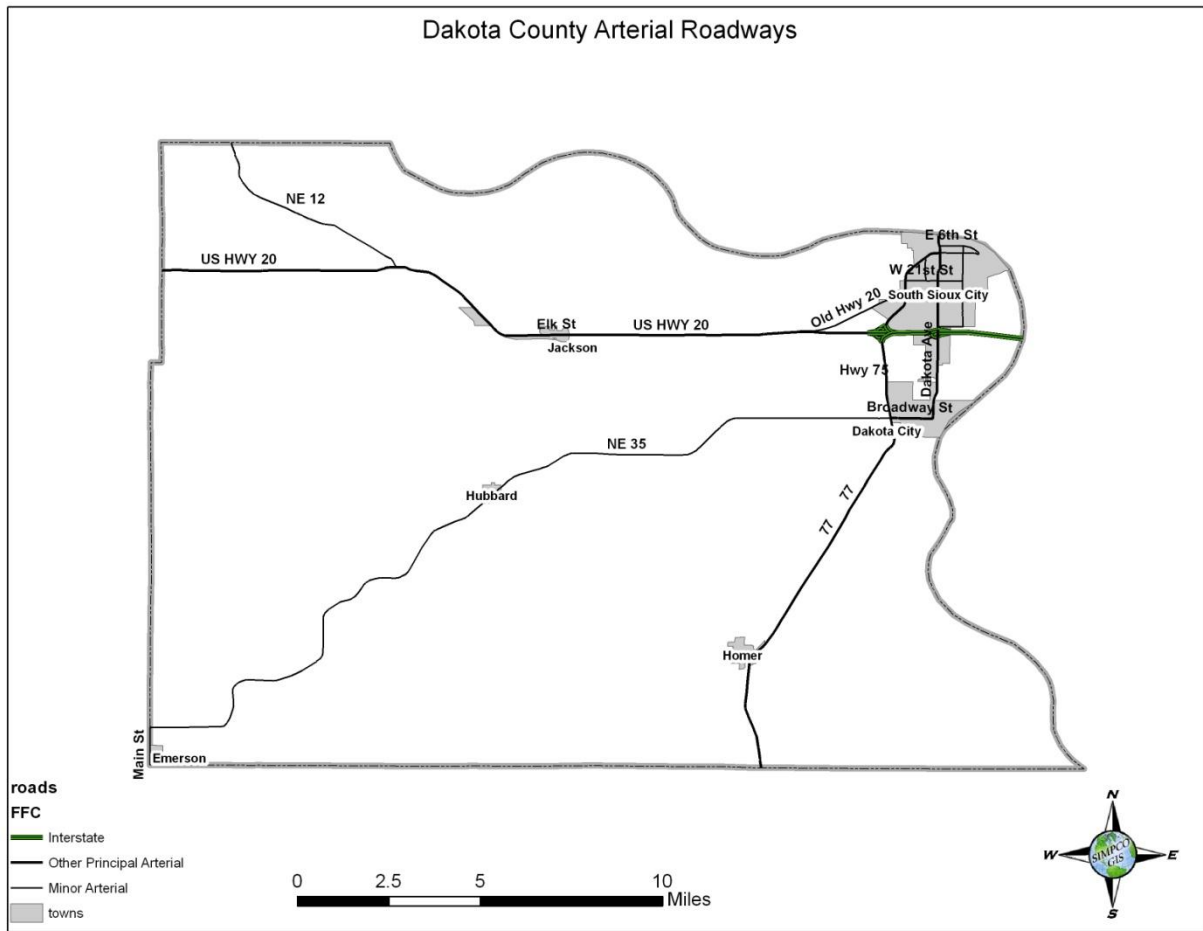 Dakota County Arterial Roadways
NE 12
E 6th St
US HWY 20
W 21st St
South Sioux City
Old Hwy 20
Elk St
US HWY 20
Jackson
Hwy 75
Dakota Ave
Broadway St
Dakota City
NE 35
Hubbard
77
77
Homer
Main St
Emerson
roads
FFC
Interstate
Other Principal Arterial
Minor Arterial
towns
0 2.5 5 10
Miles
N
W E
S
SIMPCO
GIS